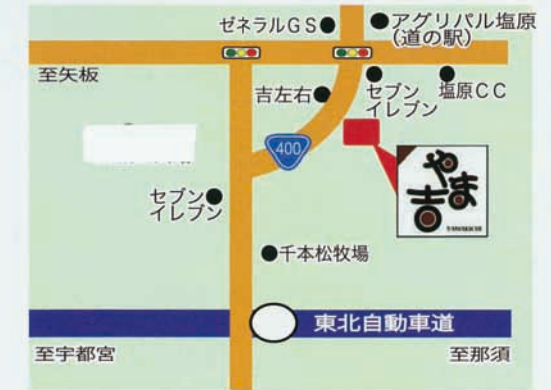 ゼネラルGS
アグリパル塩原
(道の駅)
至矢板
吉左右
セブン
イレブン
塩原CC
400
やま
吉
セブン
イレブン
千本松牧場
東北自動車道
至宇都宮
至那須